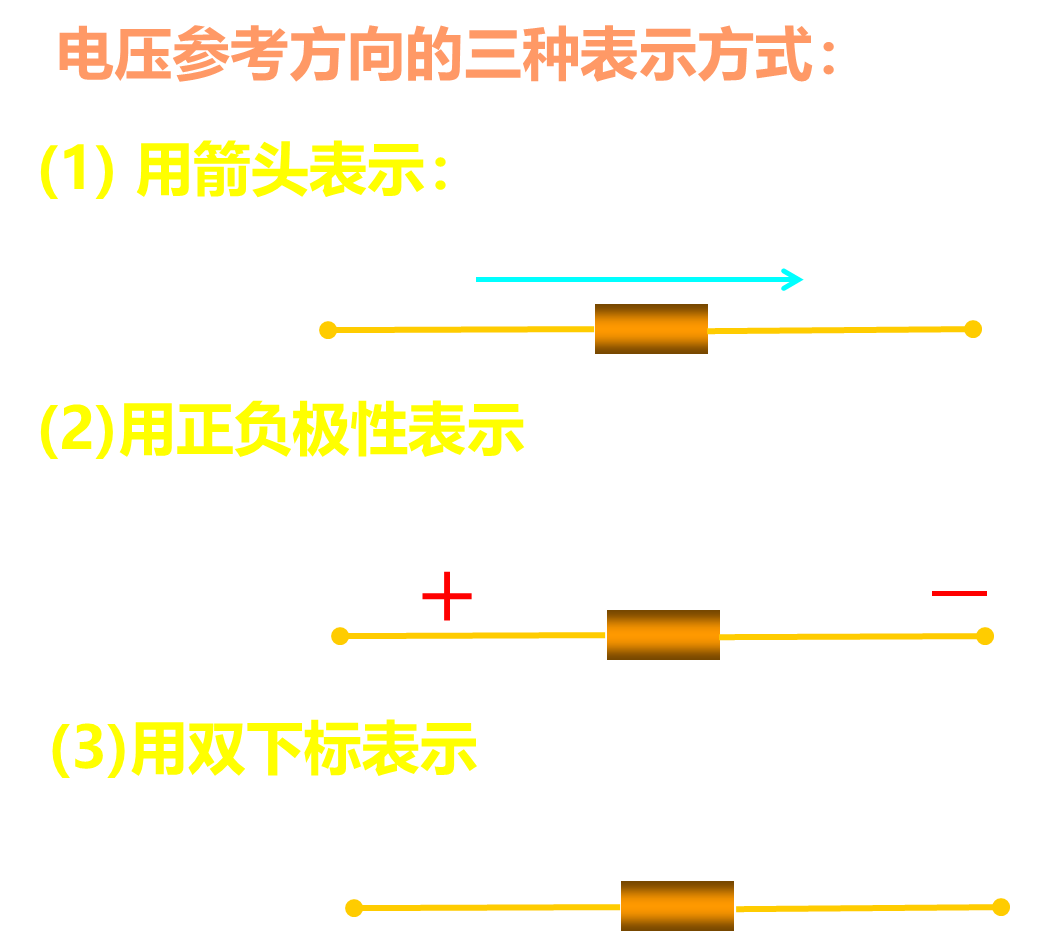 电压参考方向的三种表示方式：
(1) 用箭头表示：
(2)用正负极性表示
＋ －
(3)用双下标表示